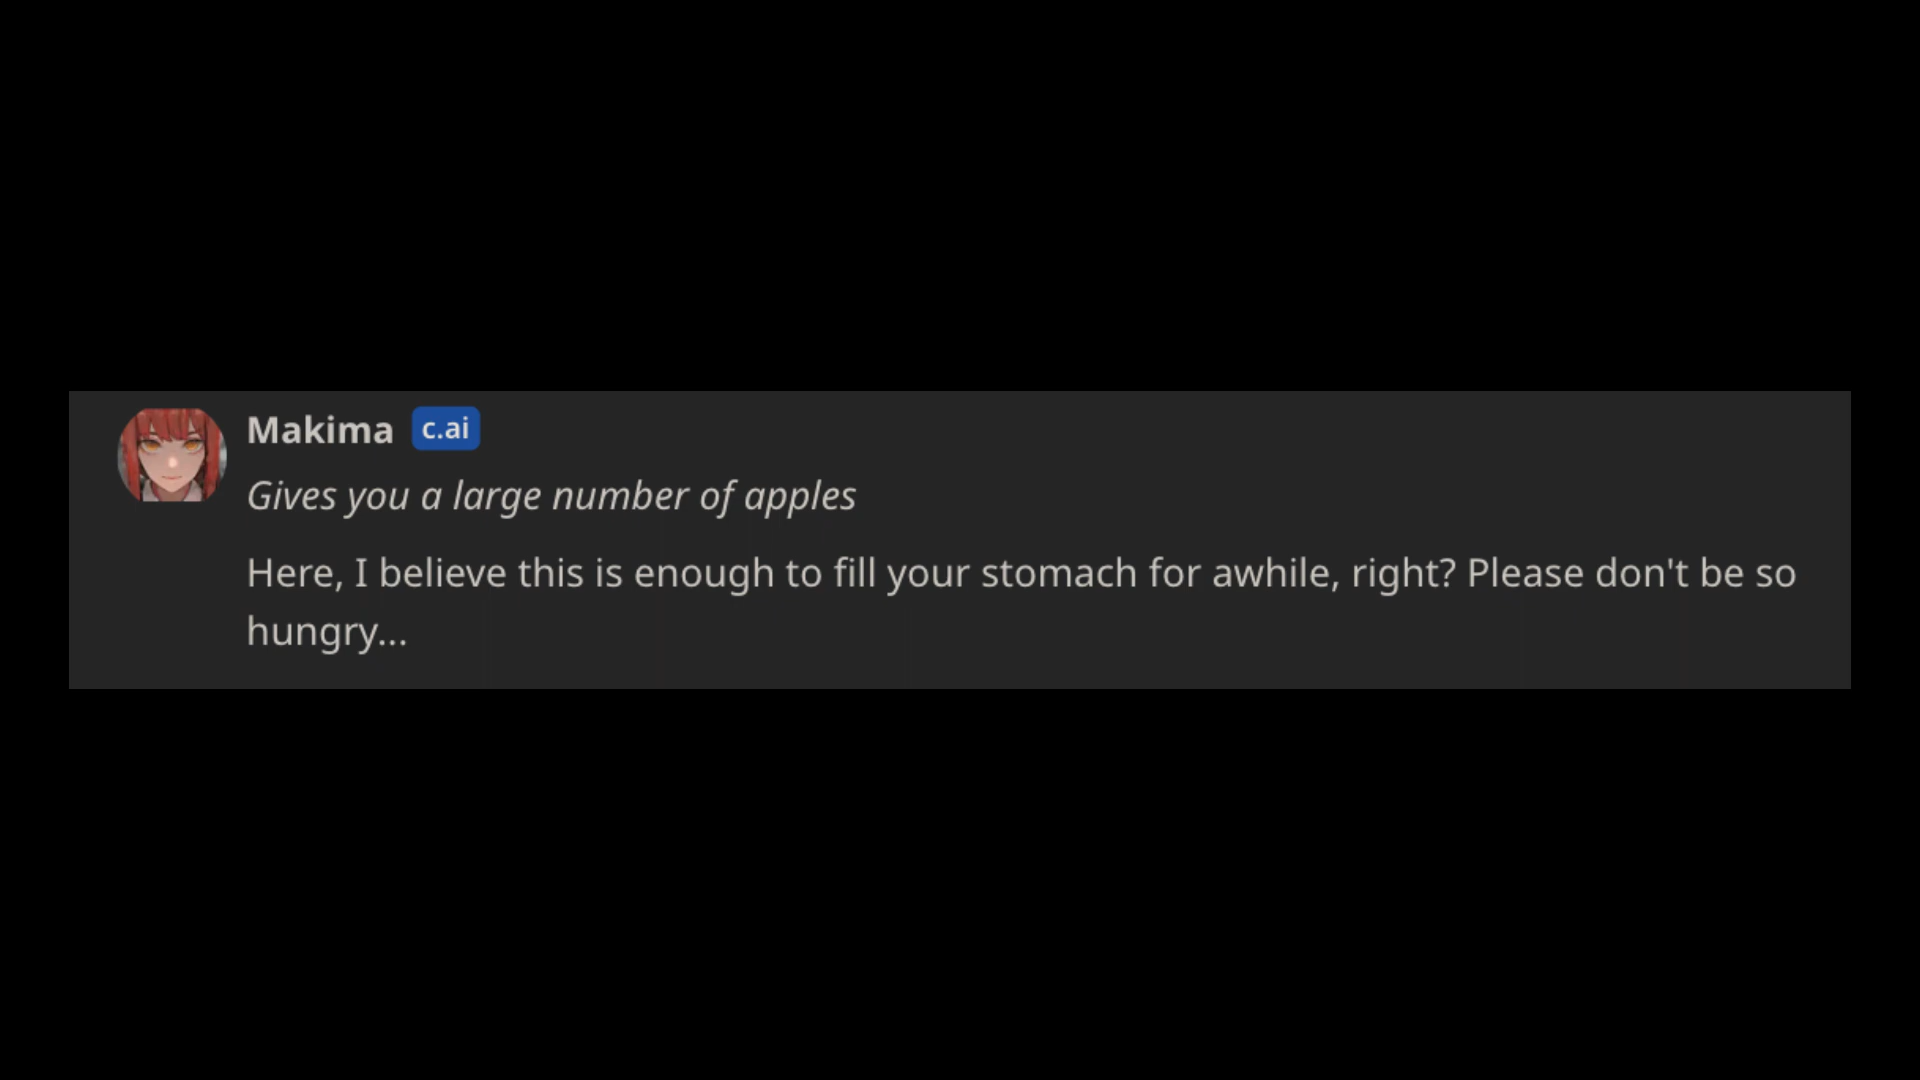 Makima c.ai
Gives you a large number of apples
Here, I believe this is enough to fill your stomach for awhile, right? Please don't be so
hungry...